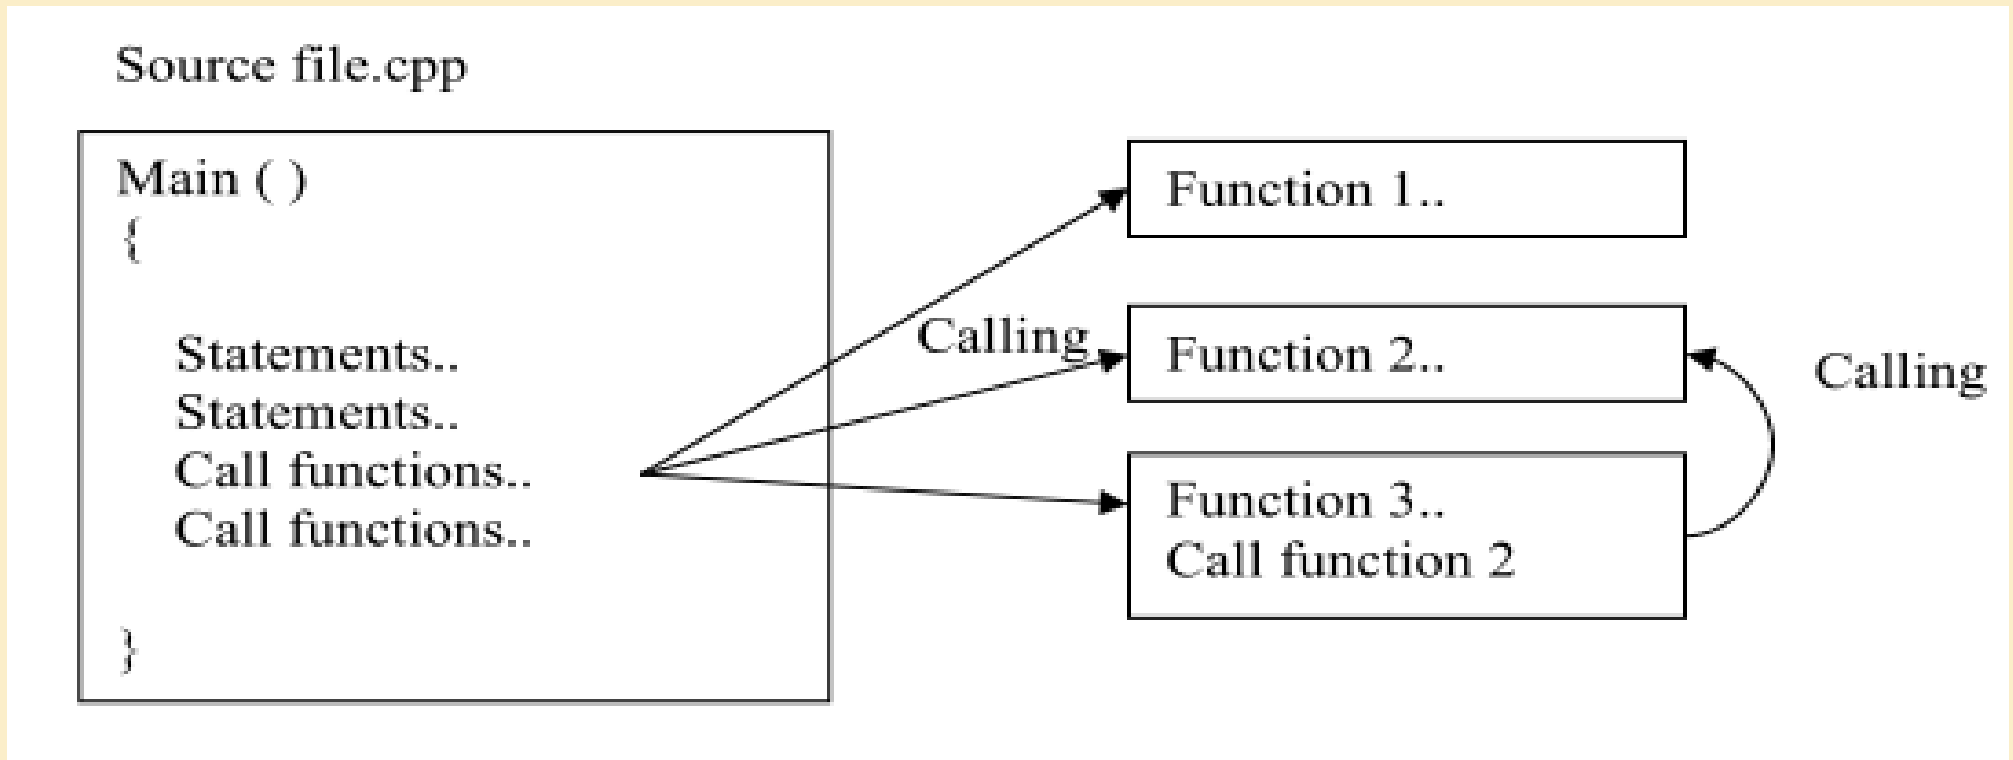 Source file.cpp
Main ( )
{
Statements..
Statements..
Call functions..
Call functions..
}
Calling
Function 1..
Function 2..
Function 3..
Call function 2
Calling